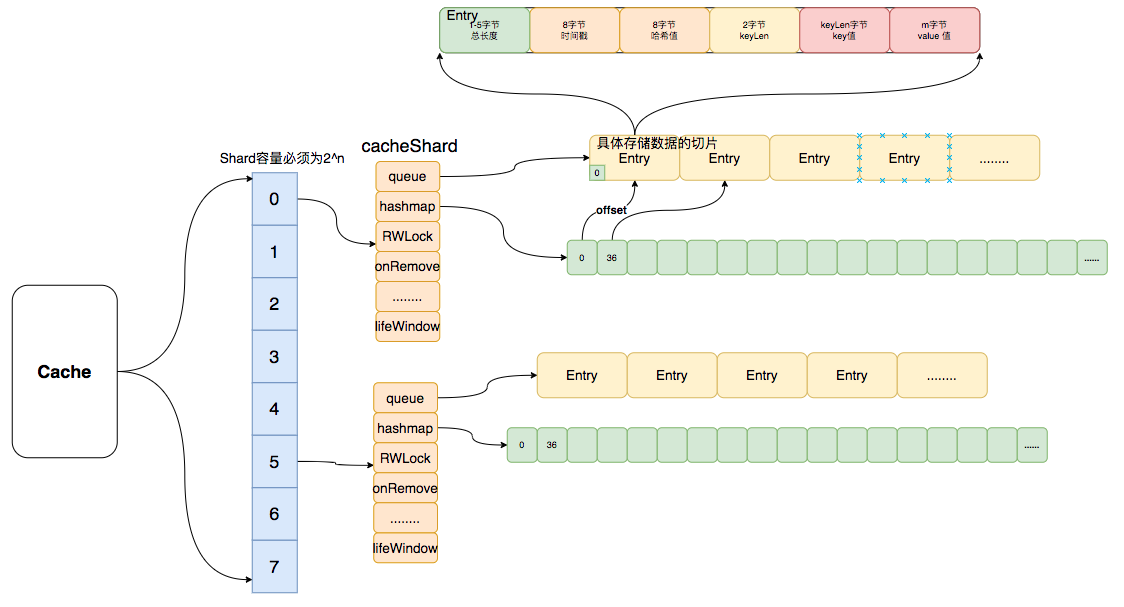 Entry
1-5字节
总长度
8字节
时间戳
8字节
哈希值
2字节
keyLen
keyLen字节
key值
m字节
value 值
具体存储数据的切片
Entry
Entry
Entry
Entry
........
0
offset
0
36
......
Shard容量必须为2^n
0
1
2
3
4
5
6
7
Cache
cacheShard
queue
hashmap
RWLock
onRemove
........
lifeWindow
Entry
Entry
Entry
Entry
........
queue
hashmap
RWLock
onRemove
........
lifeWindow
0
36
......